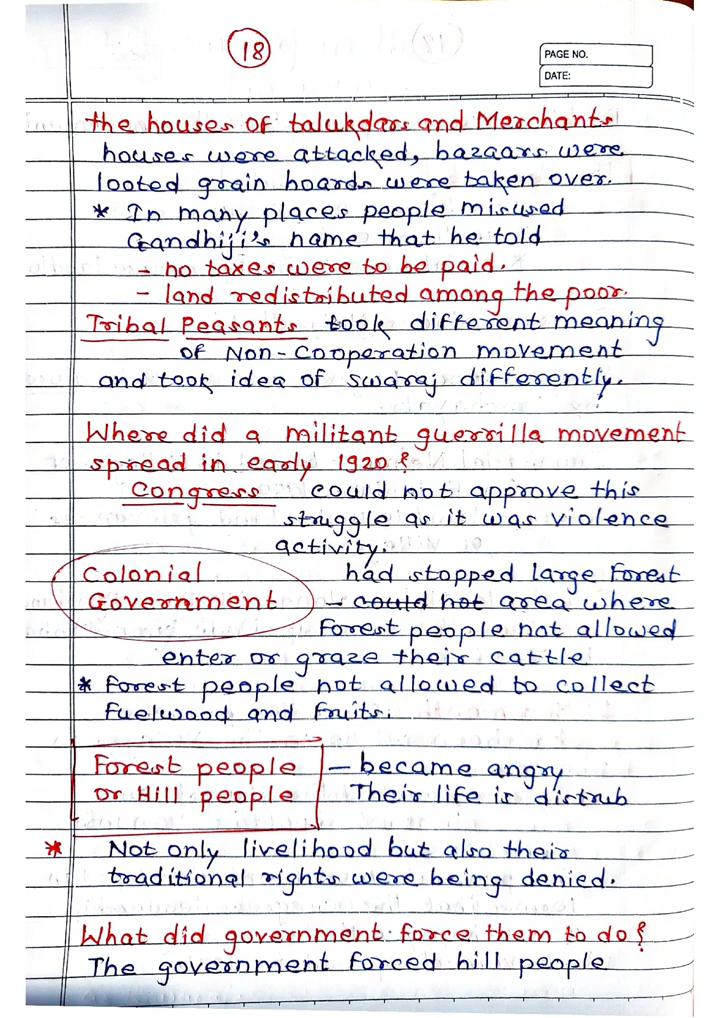 18
PAGE NO.
DATE:
the houses of talukdars and Merchants
houses were attacked, bazaars were
looted grain hoards were taken over.
* In many places people misused
Gandhiji's name that he told
- no taxes were to be paid.
- land redistributed among the poor.
Tribal Peasants took different meaning
of Non-Cooperation movement
and took idea of swaraj differently.
Where did a militant guerrilla movement
spread in early 1920?
Congress could not approve this
struggle as it was violence
activity.
Colonial had stopped large forest
Government - could not area where
forest people not allowed
enter or graze their cattle
* forest people not allowed to collect
fuelwood and fruits.
Forest people - became angry
or Hill people Their life is distrub
* Not only livelihood but also their
traditional rights were being denied.
What did government force them to do?
The government forced hill people